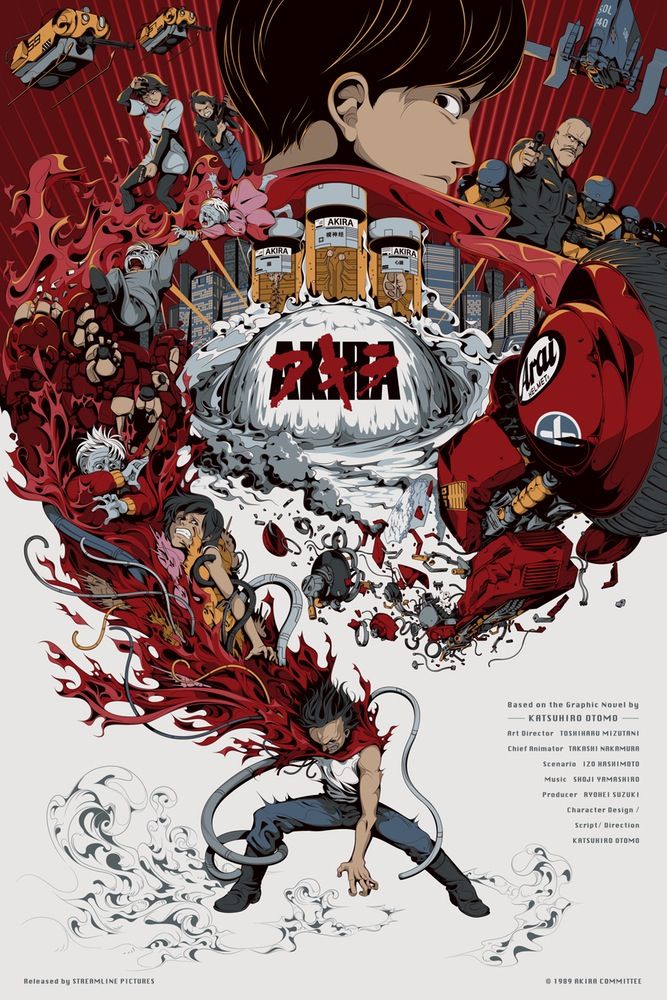 SOL
740
AKIRA
AKIRA
AKIRA
AKIRA
アキラ
Arai
HELMET
Based on the Graphic Novel by
KATSUHIRO OTOMO
Art Director TOSHIHARU MIZUTANI
Chief Animator TAKASHI NAKAMURA
Scenario IZO HASHIMOTO
Music SHOJI YAMASHIRO
Producer RYOHEI SUZUKI
Character Design /
Script/ Direction
KATSUHIRO OTOMO
Released by STREAMLINE PICTURES
© 1989 AKIRA COMMITTEE